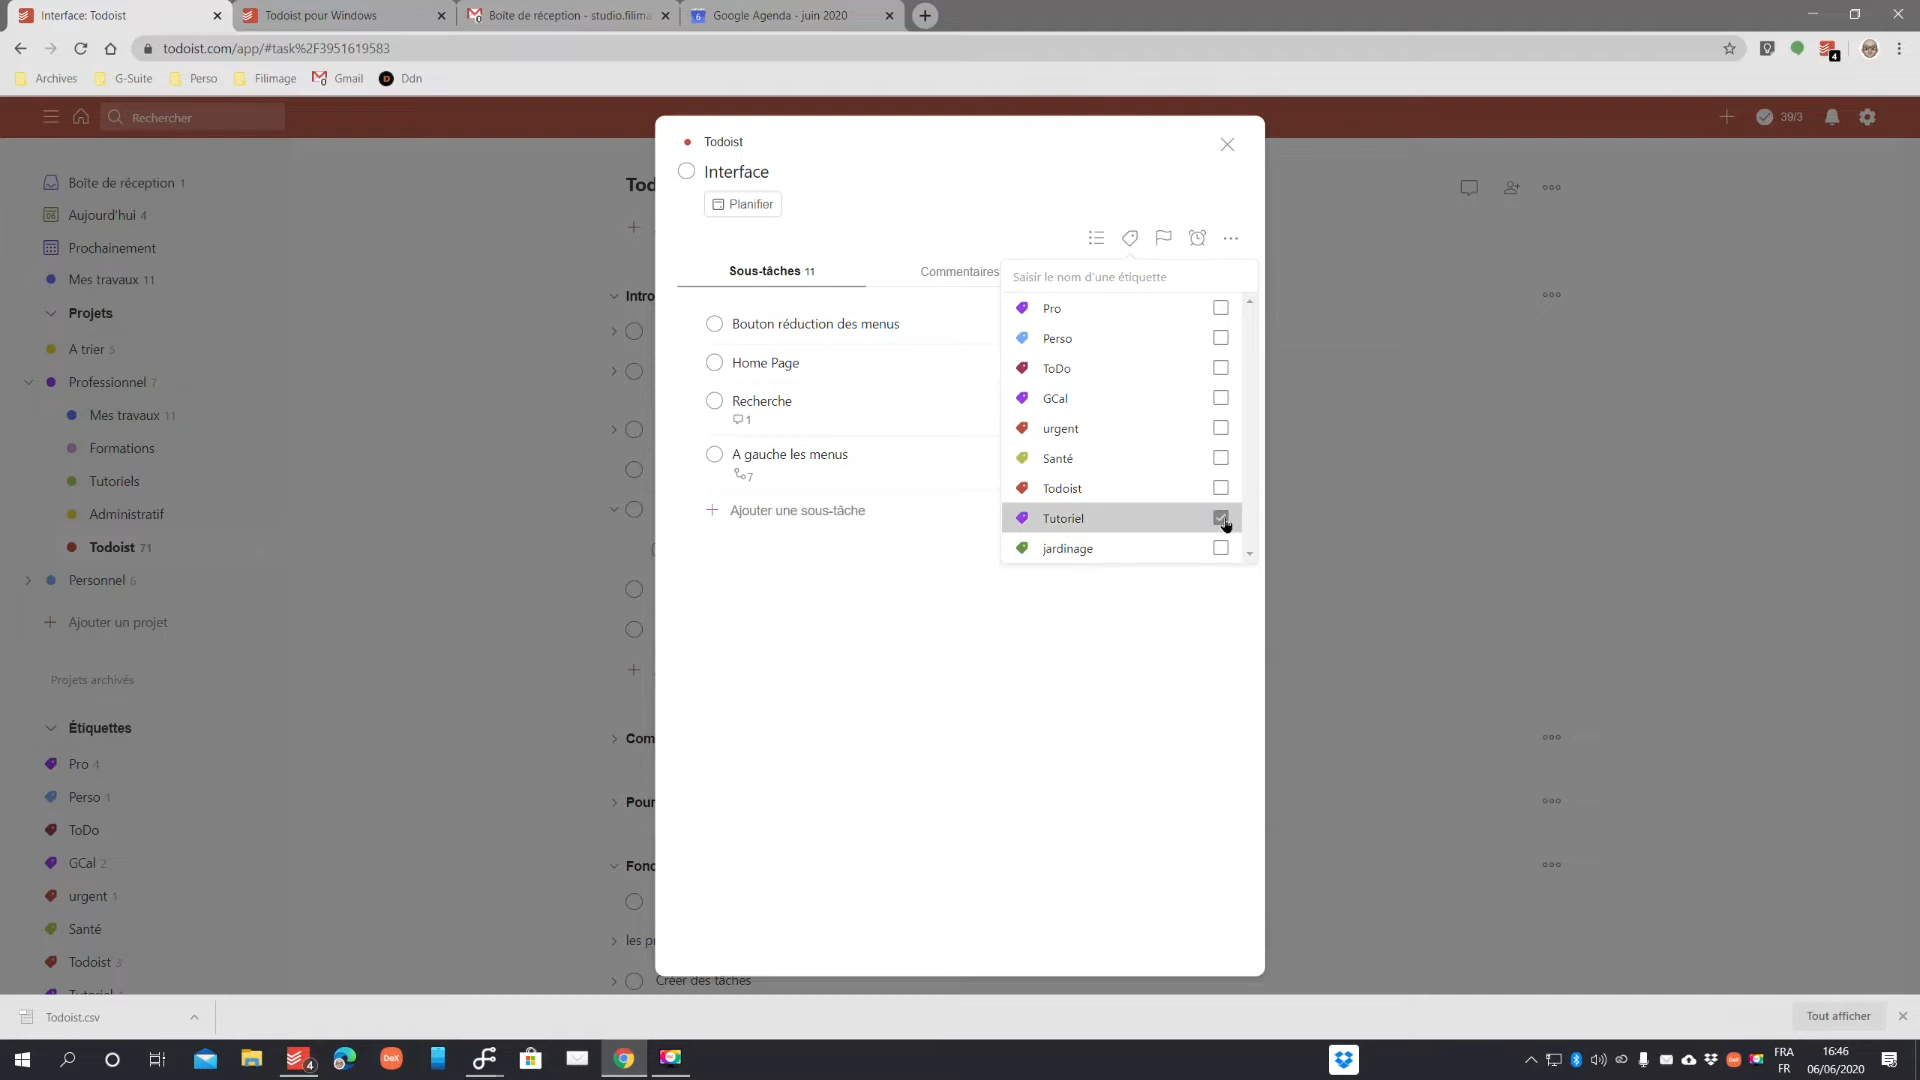 Interface: Todoist
Todoist pour Windows
Boîte de réception - studio.filima
Google Agenda - juin 2020
todoist.com/app/#task%2F3951619583
4
Archives
G-Suite
Perso
Filimage
Gmail
Ddn
Rechercher
39/3
Boîte de réception 1
Aujourd'hui 4
Prochainement
Mes travaux 11
Projets
A trier 5
Professionnel 7
Mes travaux 11
Formations
Tutoriels
Administratif
Todoist 71
Personnel 6
Ajouter un projet
Projets archivés
Étiquettes
Pro 4
Perso 1
ToDo
GCal 2
urgent 1
Santé
Todoist 3
Tutoriel
Tod
Intro
Com
Pour
Fonc
les pr
Créer des tâches
Todoist
Interface
Planifier
Sous-tâches 11
Commentaires
Bouton réduction des menus
Home Page
Recherche
1
A gauche les menus
7
Ajouter une sous-tâche
Saisir le nom d'une étiquette
Pro
Perso
ToDo
GCal
urgent
Santé
Todoist
Tutoriel
jardinage
Todoist.csv
Tout afficher
4
DeX
FRA
FR
16:46
06/06/2020